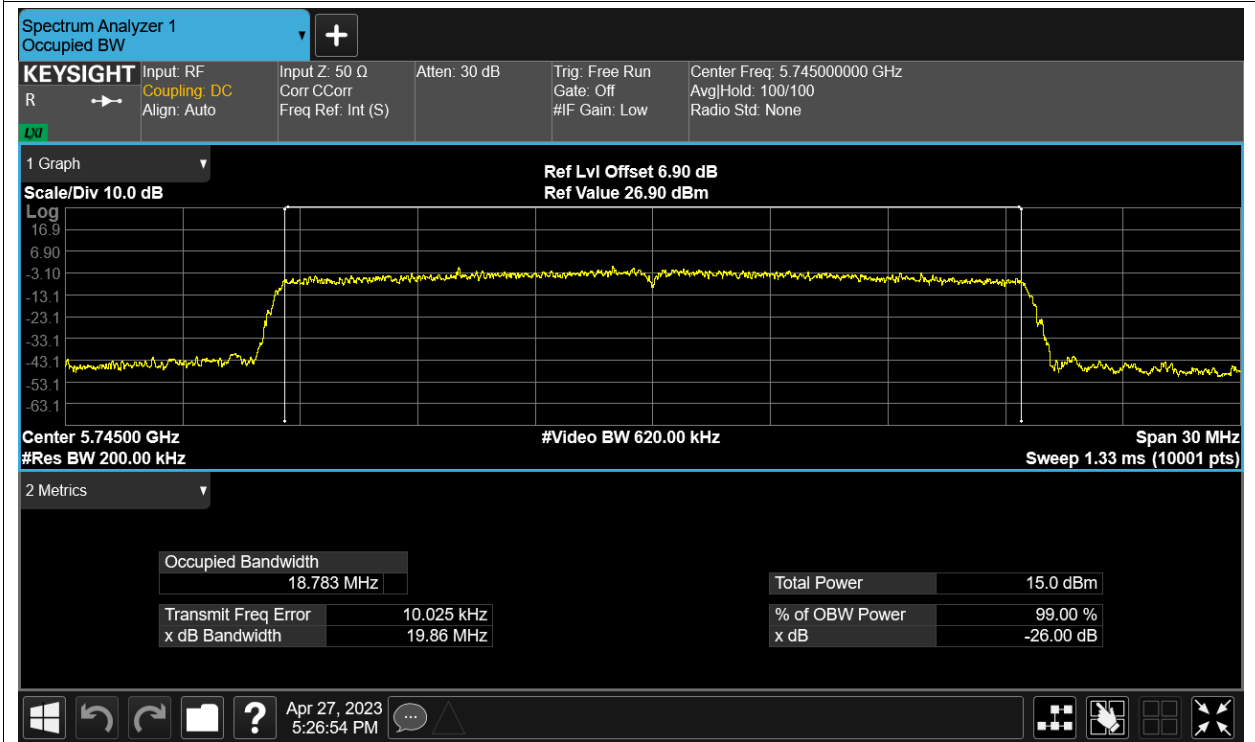 Spectrum Analyzer 1
Occupied BW
+
KEYSIGHT
R
LXI
Input: RF
Coupling: DC
Align: Auto
Input Z: 50 Ω
Corr CCorr
Freq Ref: Int (S)
Atten: 30 dB
Trig: Free Run
Gate: Off
#IF Gain: Low
Center Freq: 5.745000000 GHz
Avg|Hold: 100/100
Radio Std: None
1 Graph
Ref Lvl Offset 6.90 dB
Scale/Div 10.0 dB
Ref Value 26.90 dBm
Log
16.9
6.90
-3.10
-13.1
-23.1
-33.1
-43.1
-53.1
-63.1
Center 5.74500 GHz
#Video BW 620.00 kHz
Span 30 MHz
#Res BW 200.00 kHz
Sweep 1.33 ms (10001 pts)
2 Metrics
Occupied Bandwidth
18.783 MHz
Transmit Freq Error 10.025 kHz
x dB Bandwidth 19.86 MHz
Total Power 15.0 dBm
% of OBW Power 99.00 %
x dB -26.00 dB
?
Apr 27, 2023
5:26:54 PM